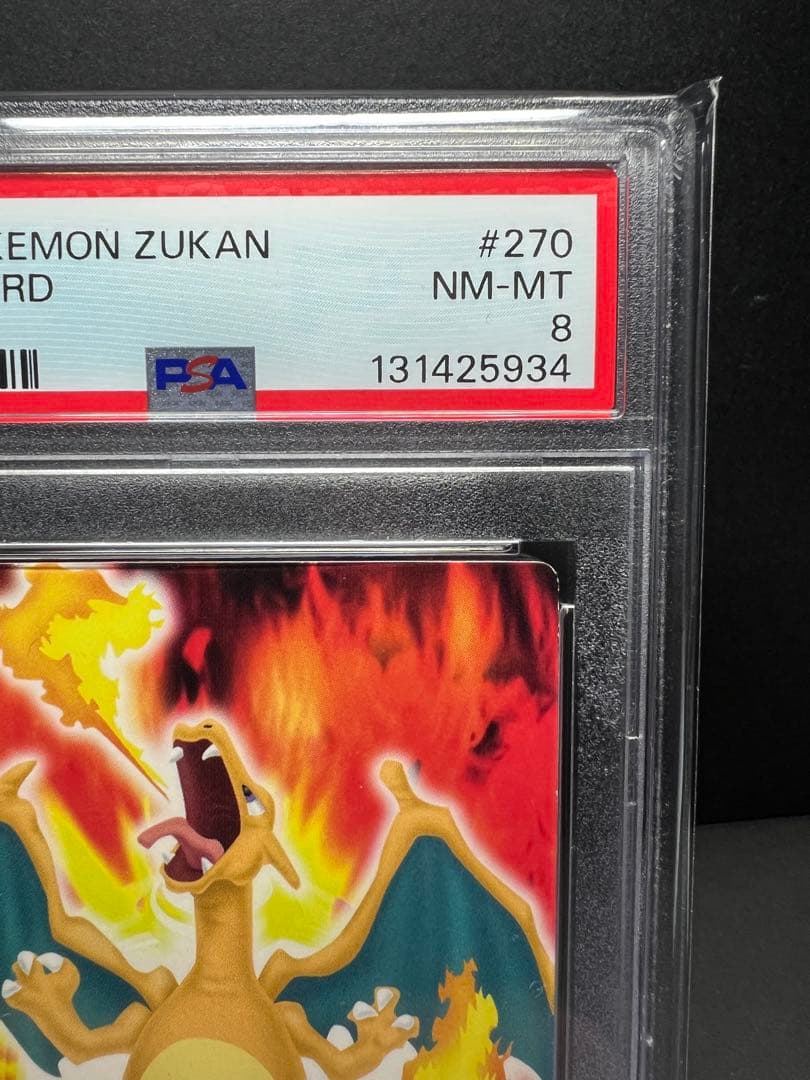 KEMON ZUKAN #270
RD NM-MT
8
PSA 131425934